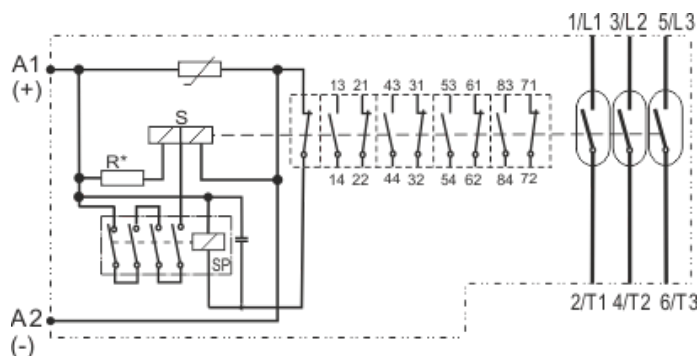 1/L1 3/L2 5/L3
A1
(+)
13 21 43 31 53 61 83 71
S
R*
14 22 44 32 54 62 84 72
SP
A2
(-)
2/T1 4/T2 6/T3